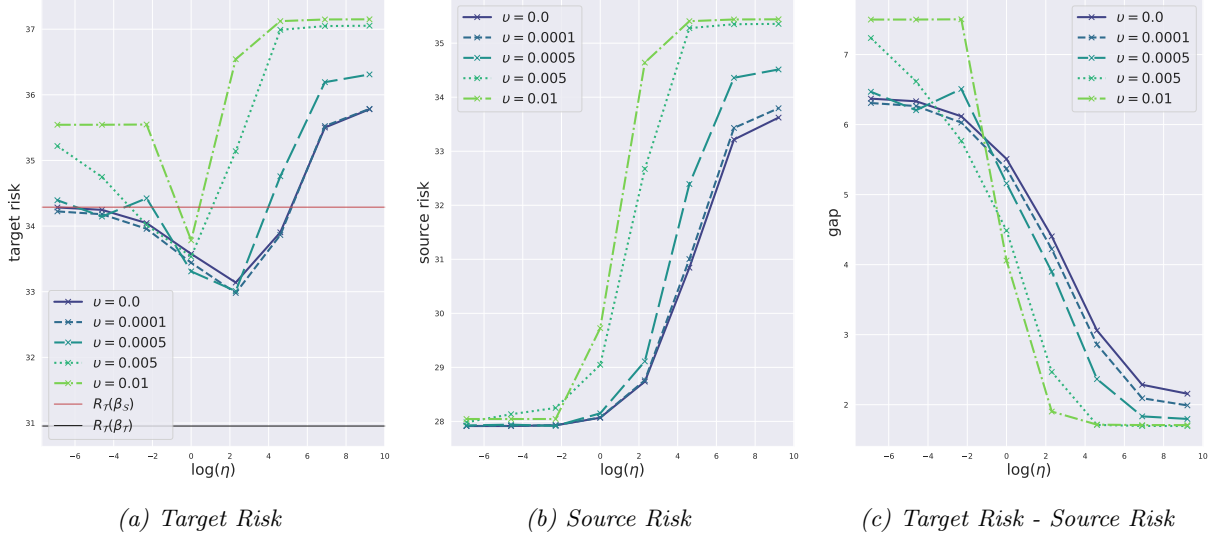 37
36
35
34
33
32
31
target risk
υ = 0.0
υ = 0.0001
υ = 0.0005
υ = 0.005
υ = 0.01
R_T(β_S)
R_T(β_T)
−6 −4 −2 0 2 4 6 8 10
log(η)
(a) Target Risk
υ = 0.0
υ = 0.0001
υ = 0.0005
υ = 0.005
υ = 0.01
35
34
33
32
31
30
29
28
source risk
−6 −4 −2 0 2 4 6 8 10
log(η)
(b) Source Risk
υ = 0.0
υ = 0.0001
υ = 0.0005
υ = 0.005
υ = 0.01
7
6
5
4
3
2
gap
−6 −4 −2 0 2 4 6 8 10
log(η)
(c) Target Risk - Source Risk